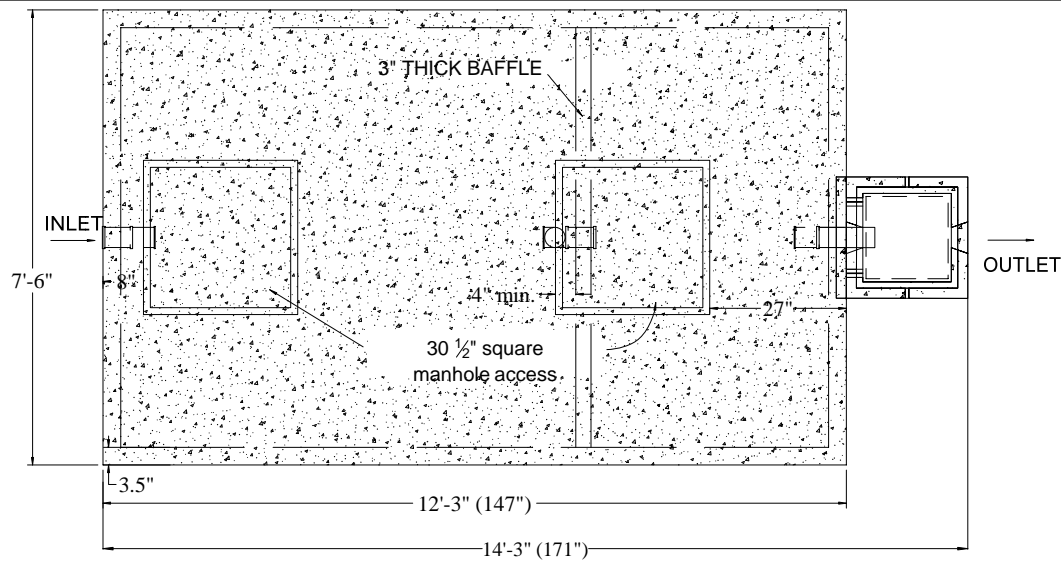 3" THICK BAFFLE
INLET
7'-6"
8"
4" min.
27"
OUTLET
30 ½" square
manhole access
3.5"
12'-3" (147")
14'-3" (171")